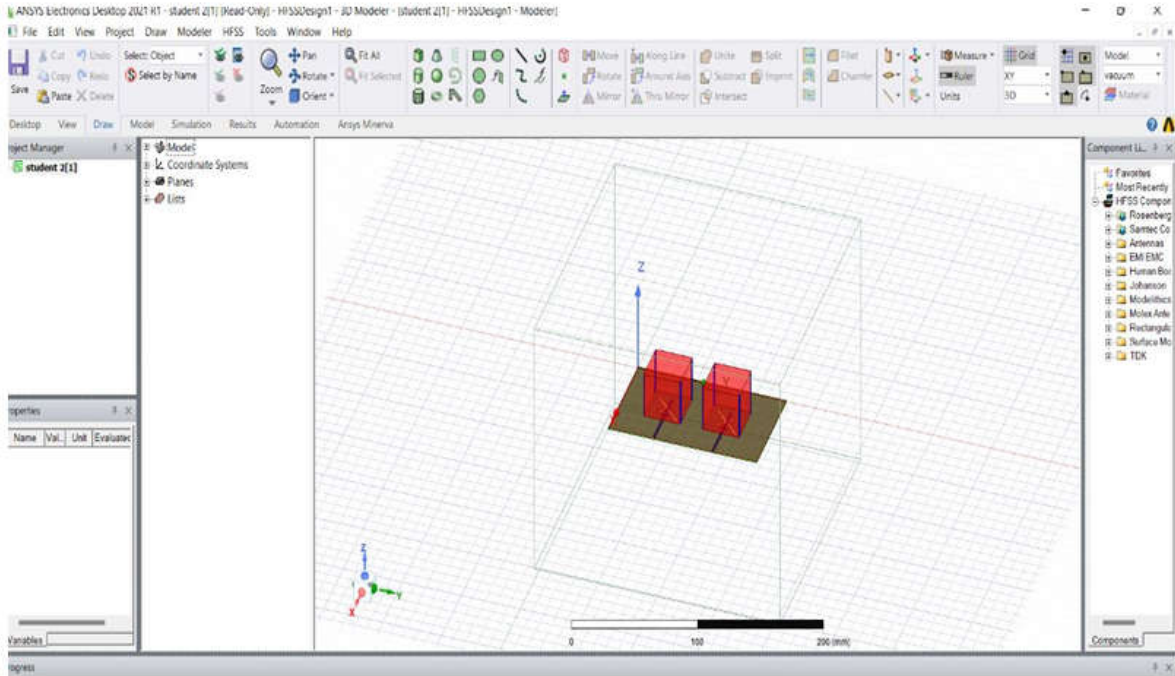 ANSYS Electronics Desktop 2021 R1 - student 2[1] [Read-Only] - HFSSDesign1 - 3D Modeler - [student 2[1] - HFSSDesign1 - Modeler]
File Edit View Project Draw Modeler HFSS Tools Window Help
Save
Cut Undo
Copy Redo
Paste Delete
Select: Object
Select by Name
Zoom
Pan
Rotate
Orient
Fit All
Fit Selected
Move Along Line Unite Split Fillet
Rotate Around Axis Subtract Imprint Chamfer
Mirror Thru Mirror Intersect
Measure Grid
Ruler XY
Units 3D
Model
vacuum
Material
Desktop View Draw Model Simulation Results Automation Ansys Minerva
roject Manager
student 2[1]
Model
Coordinate Systems
Planes
Lists
roperties
Name Val.. Unit Evaluated
Variables
Z
Z
Y
X
0 100 200 (mm)
Component Li...
Favorites
Most Recently
HFSS Compon
Rosenberg
Samtec Co
Antennas
EMI EMC
Human Bod
Johanson
Modelithics
Molex Ante
Rectangula
Surface Mo
TDK
Components
rogress